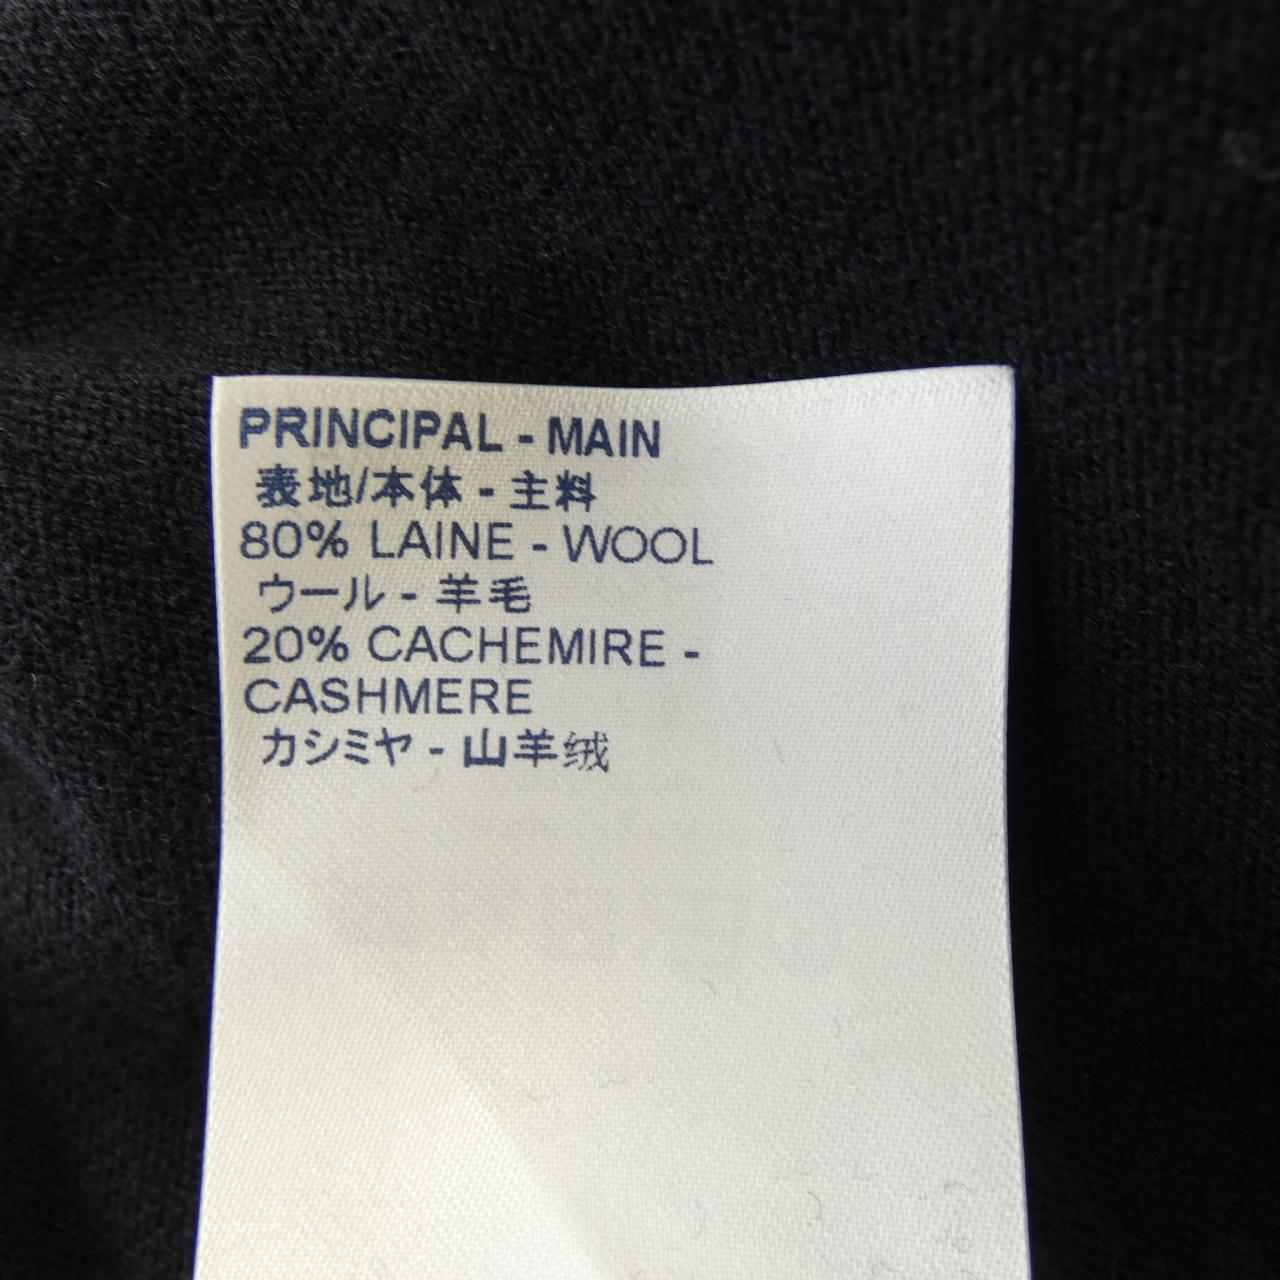 PRINCIPAL - MAIN
表地/本体 - 主料
80% LAINE - WOOL
ウール - 羊毛
20% CACHEMIRE -
CASHMERE
カシミヤ - 山羊绒